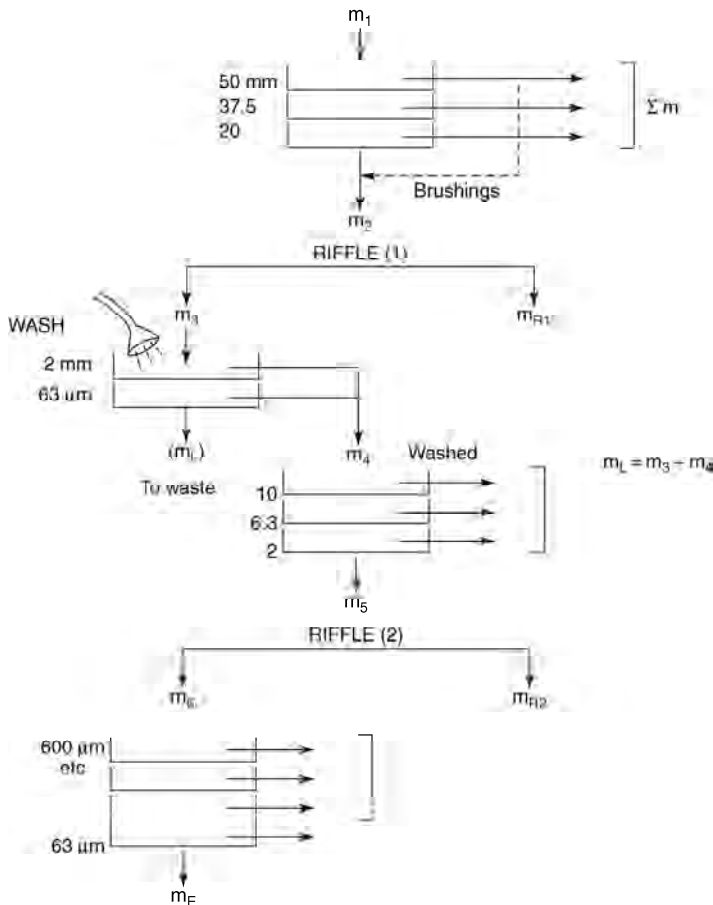 m1
50 mm
37.5
20
Σm
Brushings
m2
RIFFLE (1)
m3
mR1
WASH
2 mm
63 μm
(mL)
m4
Washed
mL = m3 − m4
To waste
10
6.3
2
m5
RIFFLE (2)
mR2
600 μm
etc
63 μm
mF